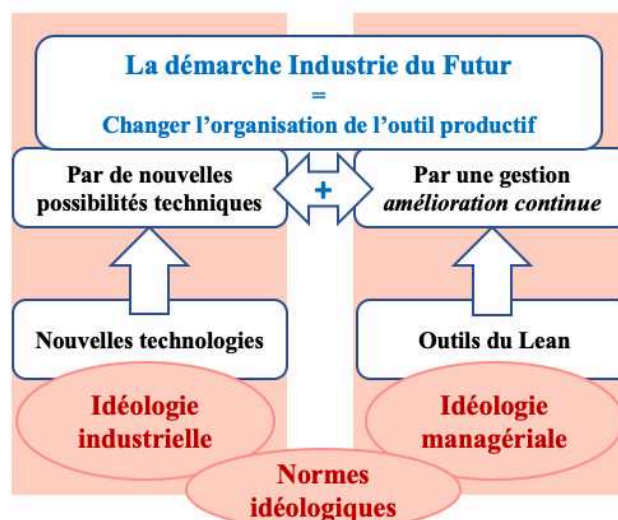 La démarche Industrie du Futur
=
Changer l’organisation de l’outil productif
Par de nouvelles
possibilités techniques
+
Par une gestion
amélioration continue
Nouvelles technologies
Outils du Lean
Idéologie
industrielle
Idéologie
managériale
Normes
idéologiques